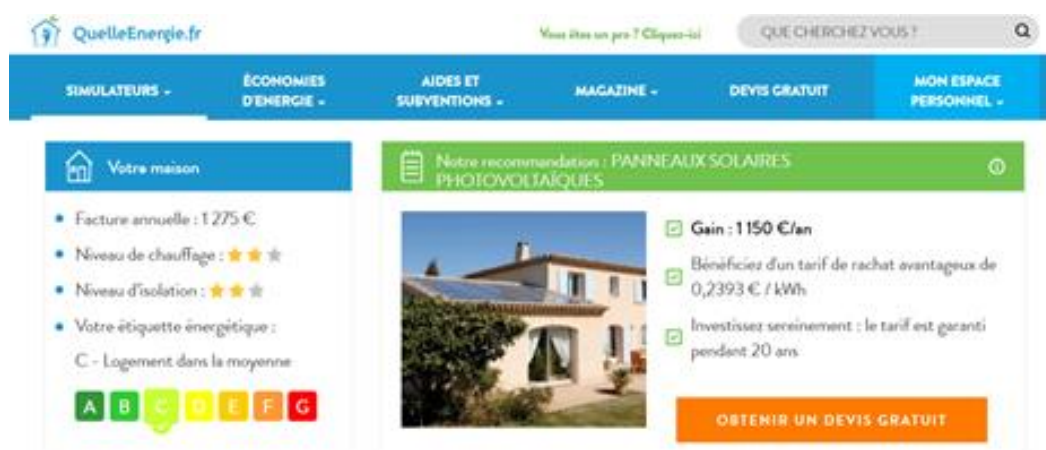 QuelleEnergie.fr
Vous êtes un pro ? Cliquez-ici
QUE CHERCHEZ VOUS ?
SIMULATEURS
ÉCONOMIES
D'ENERGIE
AIDES ET
SUBVENTIONS
MAGAZINE
DEVIS GRATUIT
MON ESPACE
PERSONNEL
Votre maison
Facture annuelle : 1 275 €
Niveau de chauffage :
Niveau d'isolation :
Votre étiquette énergétique :
C - Logement dans la moyenne
A B C D E F G
Notre recommandation : PANNEAUX SOLAIRES
PHOTOVOLTAÏQUES
Gain : 1 150 €/an
Bénéficiez d'un tarif de rachat avantageux de
0,2393 € / kWh
Investissez sereinement : le tarif est garanti
pendant 20 ans
OBTENIR UN DEVIS GRATUIT